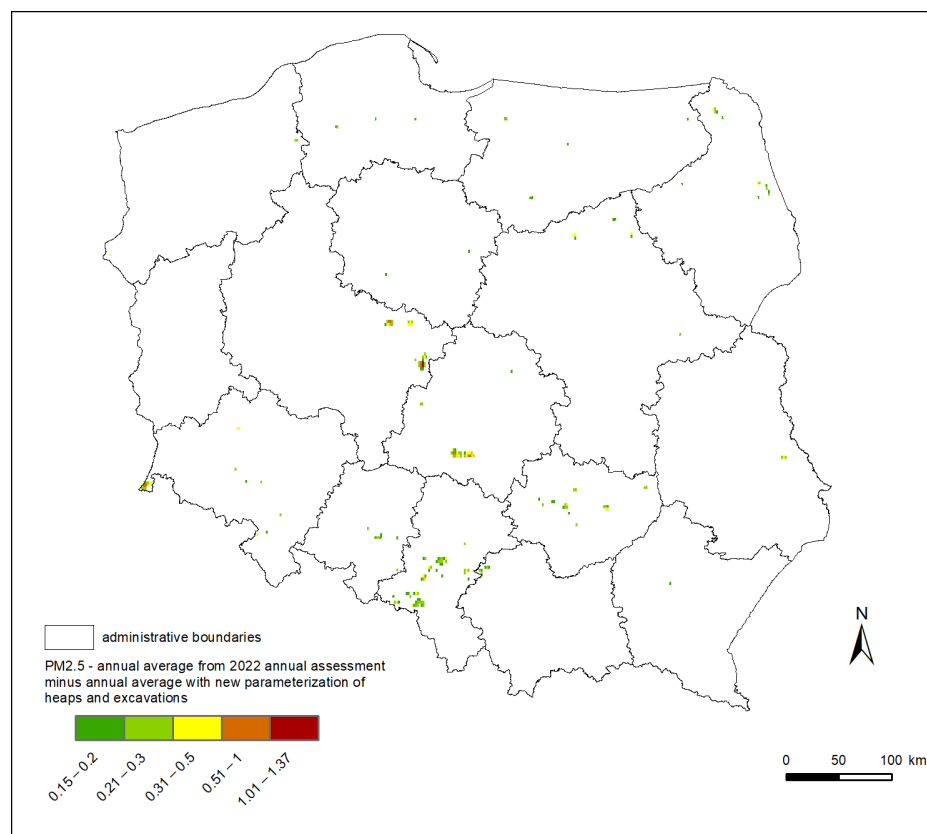 N
administrative boundaries
PM2.5 - annual average from 2022 annual assessment
minus annual average with new parameterization of
heaps and excavations
0.15 – 0.2
0.21 – 0.3
0.31 – 0.5
0.51 – 1
1.01 – 1.37
0 50 100 km